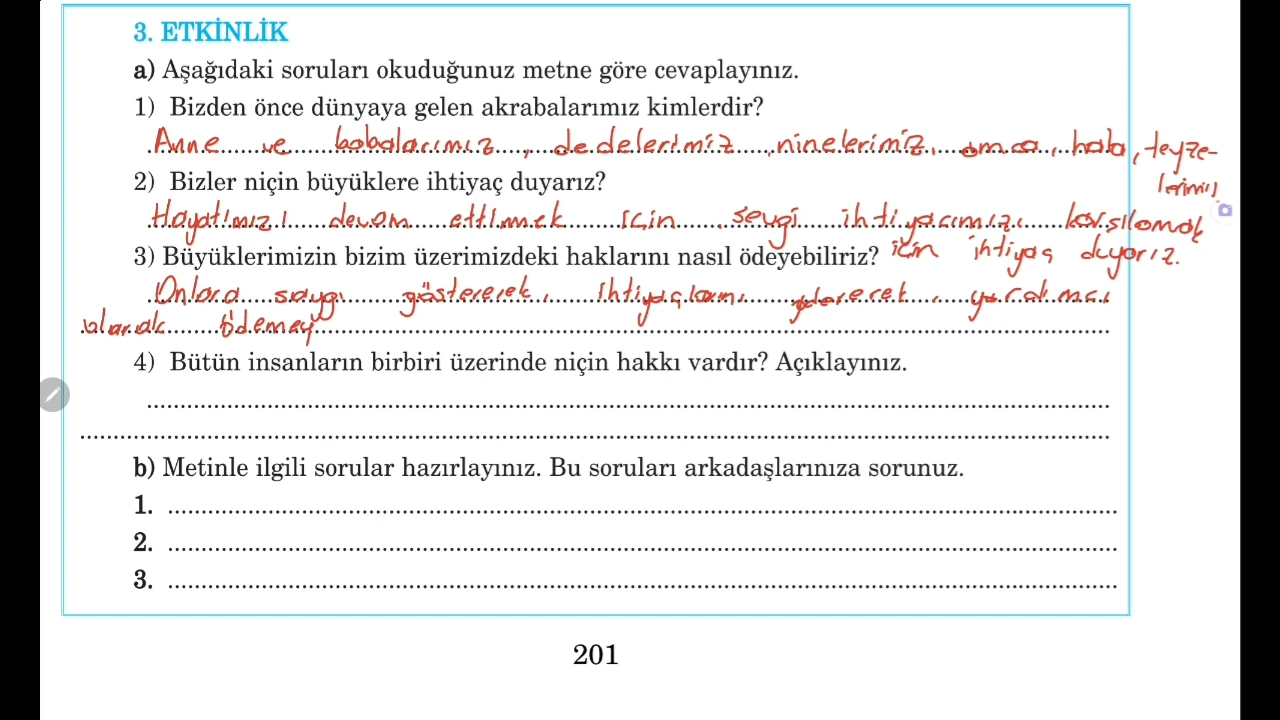 3. ETKİNLİK
a) Aşağıdaki soruları okuduğunuz metne göre cevaplayınız.
1) Bizden önce dünyaya gelen akrabalarımız kimlerdir?
Anne ve babalarımız, dedelerimiz, ninelerimiz, amca, hala, teyze-
lerimiz
2) Bizler niçin büyüklere ihtiyaç duyarız?
Hayatımızı devam ettirmek için, sevgi ihtiyacımızı karşılamak
için ihtiyaç duyarız.
3) Büyüklerimizin bizim üzerimizdeki haklarını nasıl ödeyebiliriz?
Onlara saygı göstererek, ihtiyaçlarını gidererek, yardımcı
olarak ödemey
4) Bütün insanların birbiri üzerinde niçin hakkı vardır? Açıklayınız.
b) Metinle ilgili sorular hazırlayınız. Bu soruları arkadaşlarınıza sorunuz.
1.
2.
3.
201